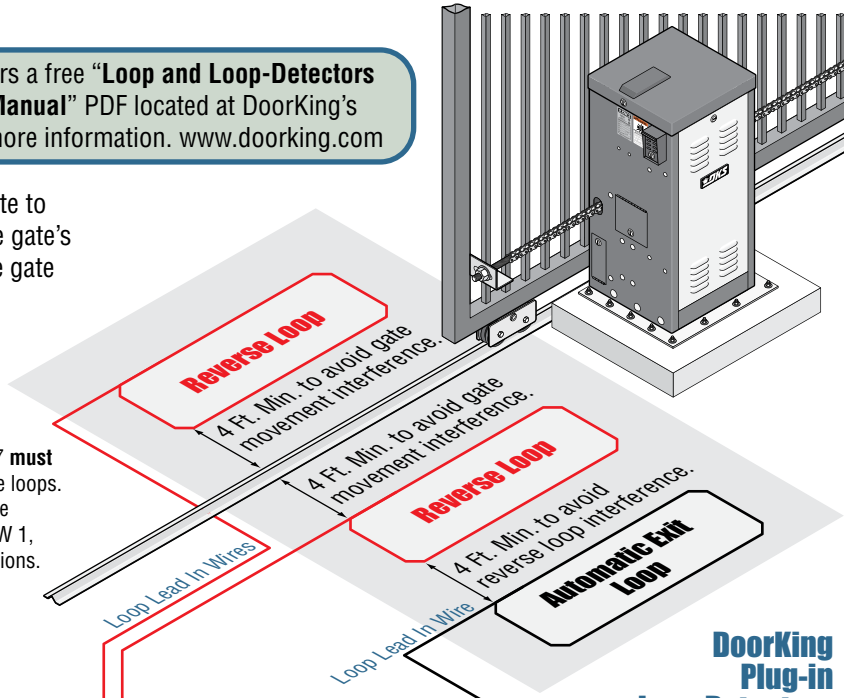 rs a free “Loop and Loop-Detectors
Manual” PDF located at DoorKing's
more information. www.doorking.com
te to
e gate's
e gate
7 must
e loops.
e
W 1,
ions.
DKS
Reverse Loop
4 Ft. Min. to avoid gate
movement interference.
4 Ft. Min. to avoid gate
movement interference.
Reverse Loop
4 Ft. Min. to avoid
reverse loop interference.
Automatic Exit
Loop
Loop Lead In Wires
Loop Lead In Wire
DoorKing
Plug-in